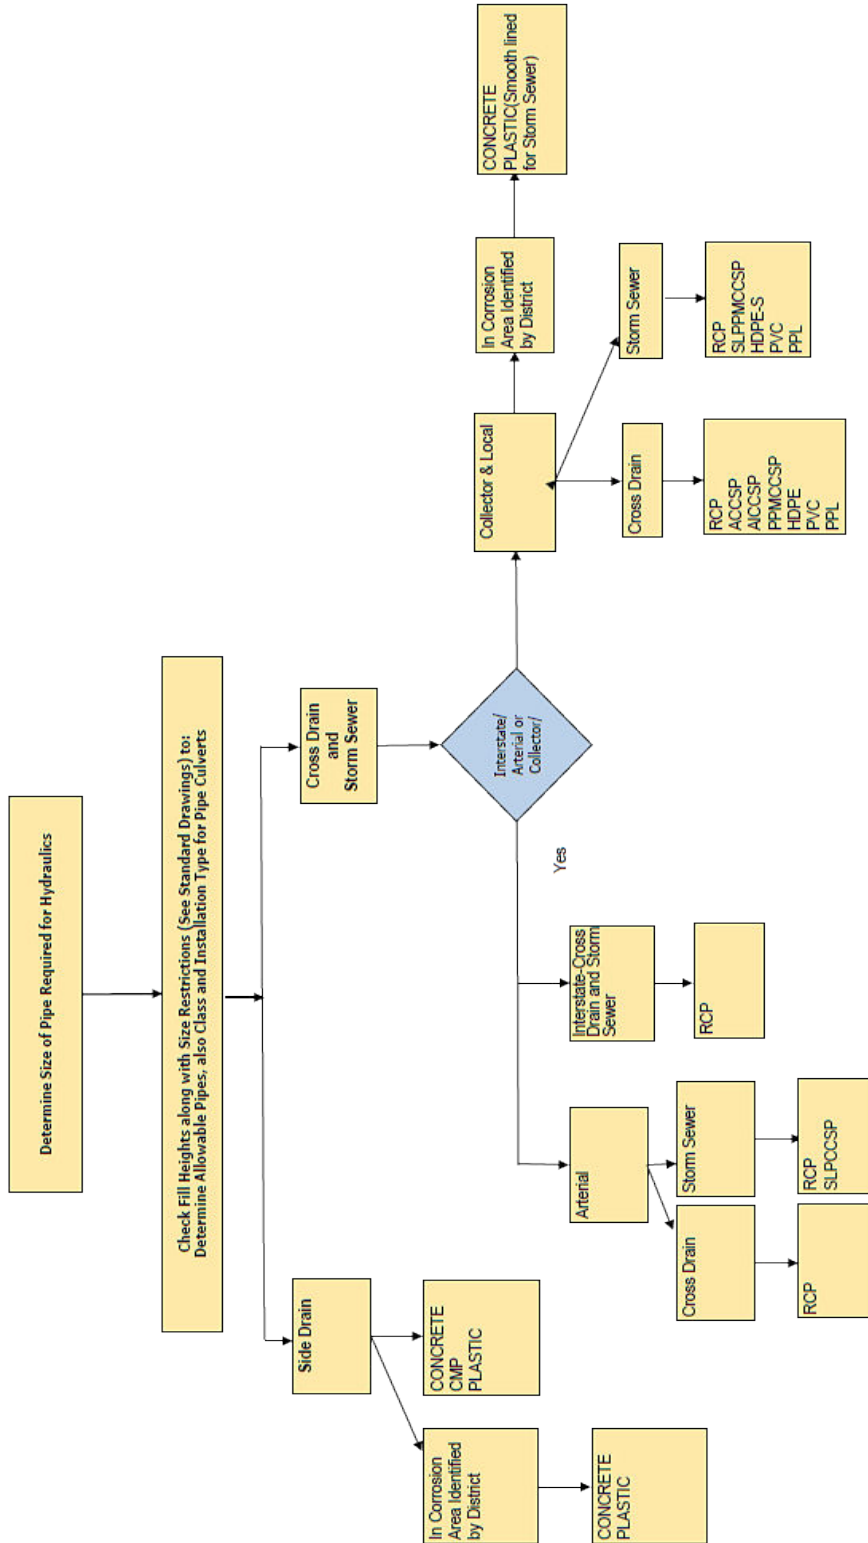 Determine Size of Pipe Required for Hydraulics
Check Fill Heights along with Size Restrictions (See Standard Drawings) to:
Determine Allowable Pipes, also Class and Installation Type for Pipe Culverts
Side Drain
Cross Drain
and
Storm Sewer
In Corrosion
Area Identified
by District
CONCRETE
PLASTIC
CONCRETE
CMP
PLASTIC
Interstate/
Arterial or
Collector/
Yes
Arterial
Cross Drain
RCP
Storm Sewer
RCP
SLPCCSP
Interstate-Cross
Drain and Storm
Sewer
RCP
Collector & Local
Cross Drain
RCP
ACCSP
AICCSP
PPMCCSP
HDPE
PVC
PPL
Storm Sewer
RCP
SLPPMCCSP
HDPE-S
PVC
PPL
In Corrosion
Area Identified
by District
CONCRETE
PLASTIC(Smooth lined
for Storm Sewer)